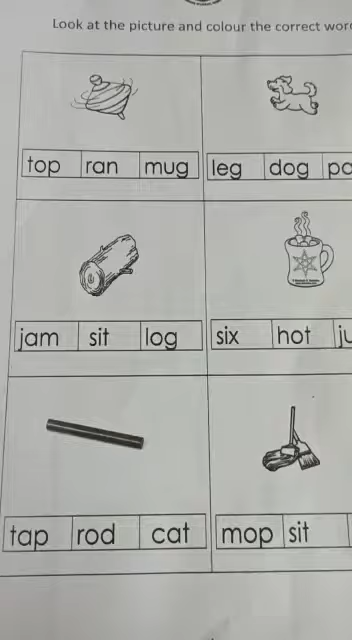 Look at the picture and colour the correct
top ran mug leg dog
jam sit log six hot
tap rod cat mop sit